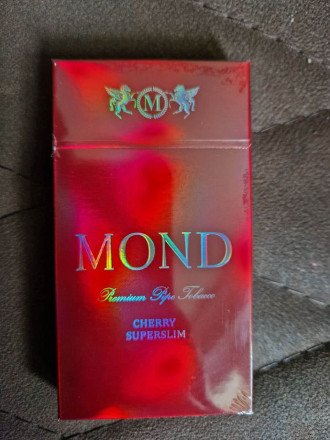 M
MOND
Premium Pipe Tobacco
CHERRY
SUPERSLIM